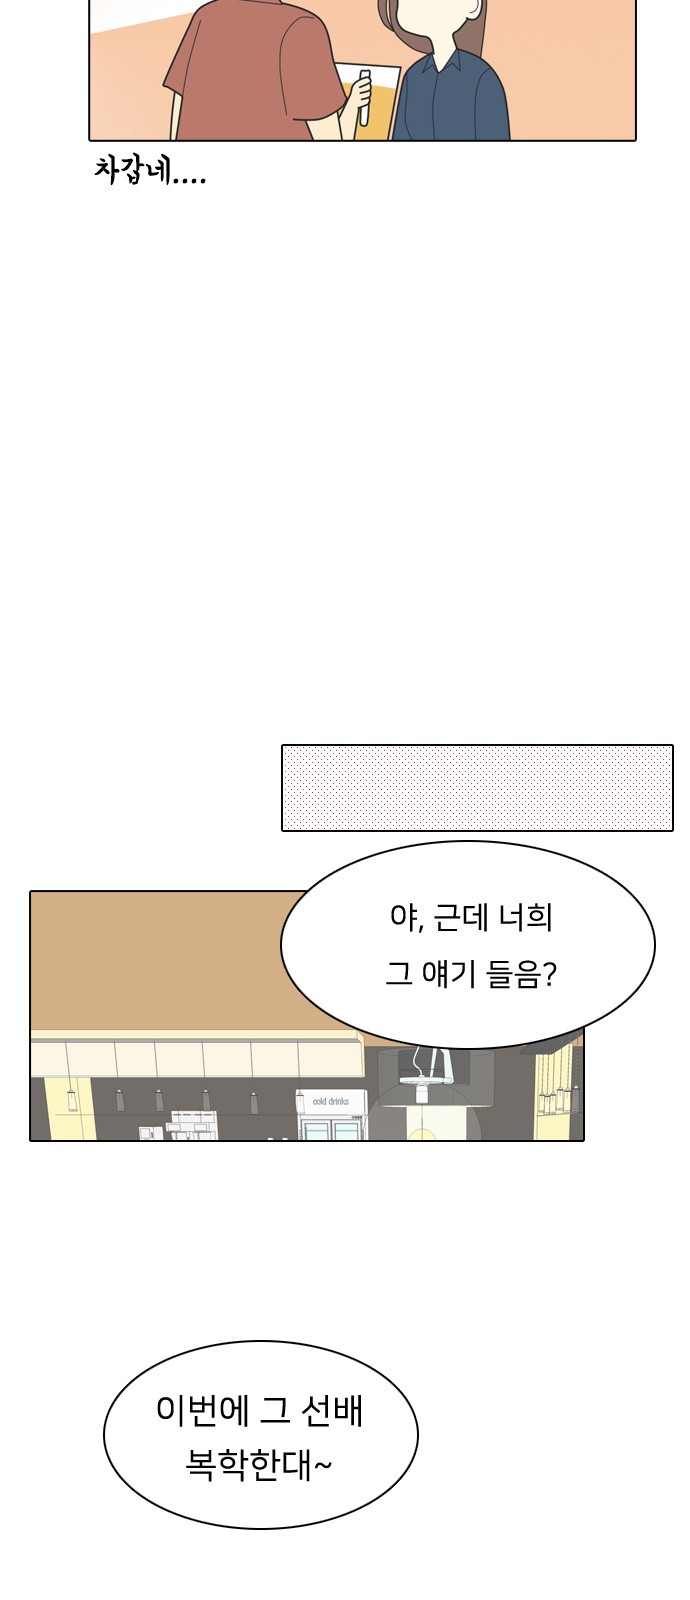 차갑네....
야, 근데 너희
그 얘기 들음?
cold drinks
이번에 그 선배
복학한대~